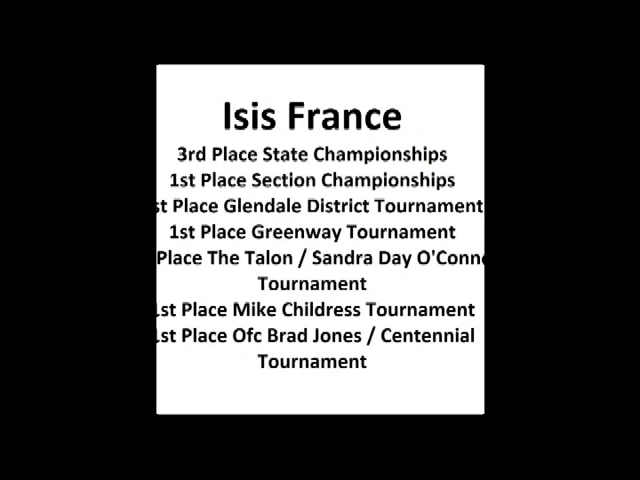 Isis France
3rd Place State Championships
1st Place Section Championships
st Place Glendale District Tournament
1st Place Greenway Tournament
Place The Talon / Sandra Day O'Conn
Tournament
1st Place Mike Childress Tournament
1st Place Ofc Brad Jones / Centennial
Tournament